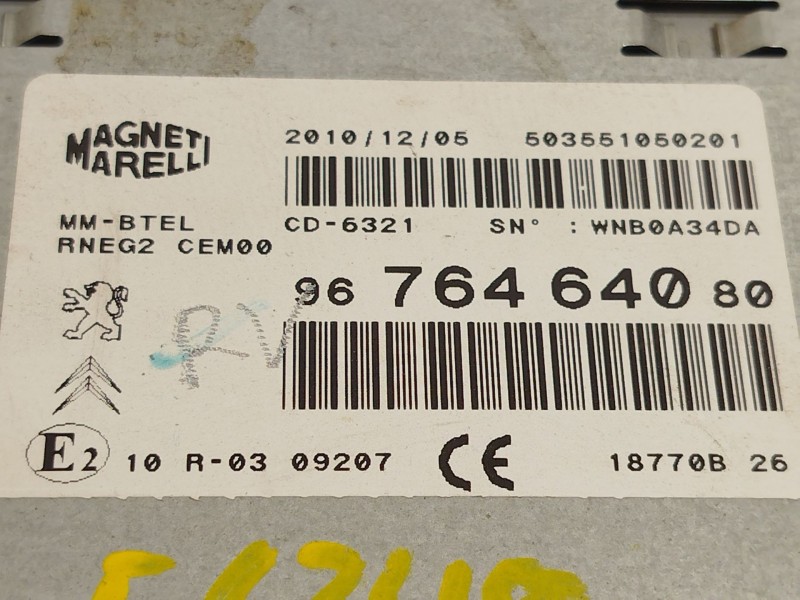 MAGNETI MARELLI
2010/12/05 503551050201
MM-BTEL
RNEG2 CEM00
CD-6321 SN° : WNB0A34DA
96 764 640 80
E2 10 R-03 09207 CE 18770B 26